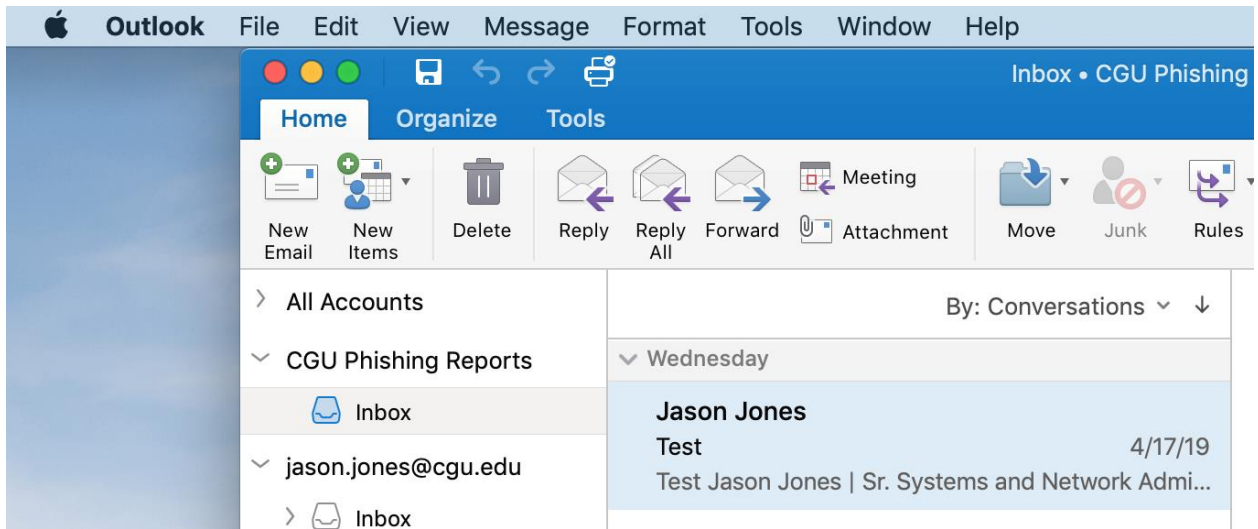 Outlook File Edit View Message Format Tools Window Help
Inbox • CGU Phishing
Home Organize Tools
New Email
New Items
Delete
Reply
Reply All
Forward
Meeting
Attachment
Move
Junk
Rules
All Accounts
By: Conversations
CGU Phishing Reports
Wednesday
Inbox
Jason Jones
Test 4/17/19
Test Jason Jones | Sr. Systems and Network Admi...
jason.jones@cgu.edu
Inbox